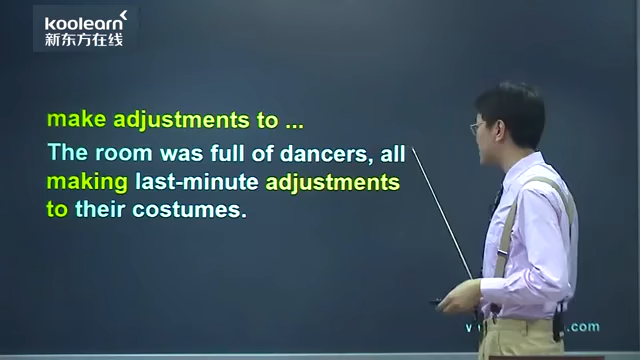 koolearn
新东方在线
make adjustments to ...
The room was full of dancers, all
making last-minute adjustments
to their costumes.